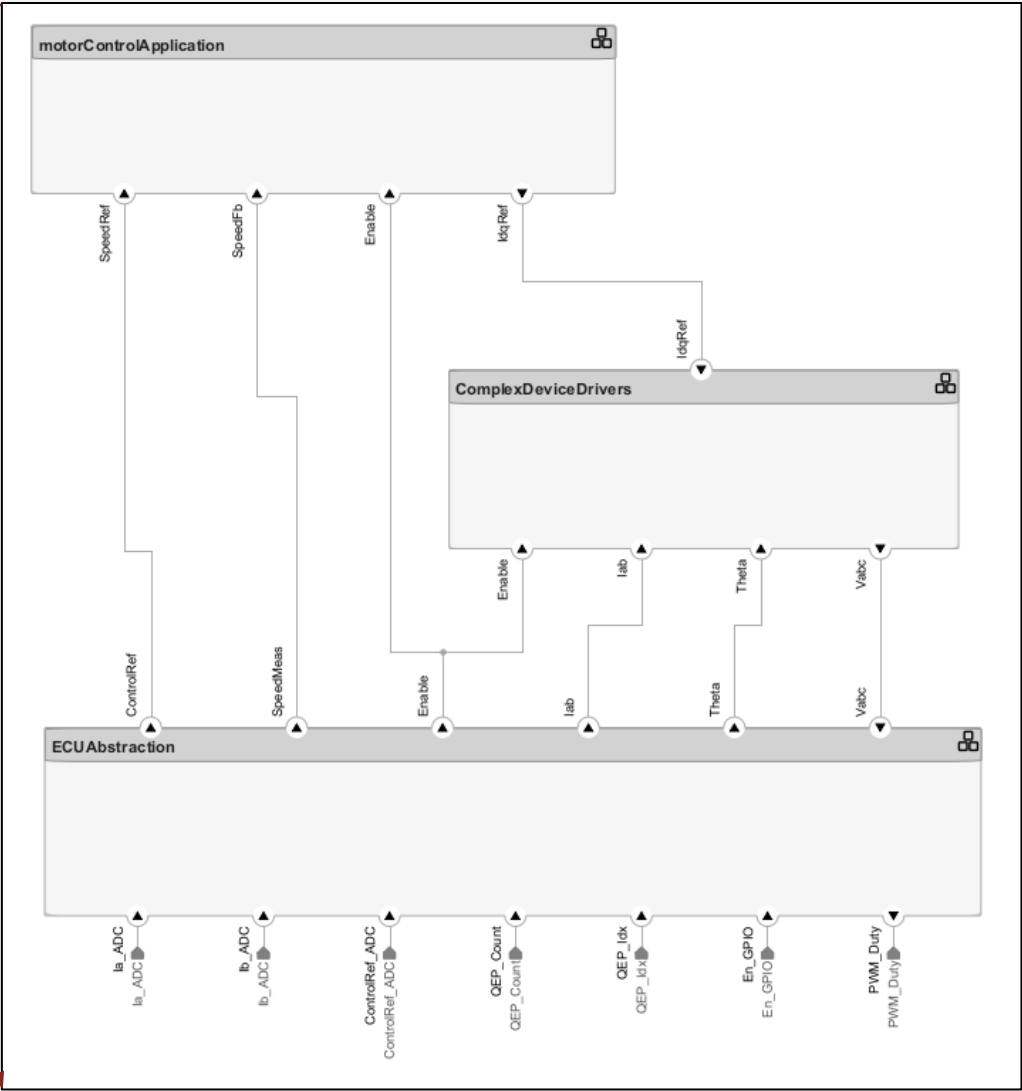 motorControlApplication
SpeedRef
SpeedFb
Enable
IdqRef
IdqRef
ComplexDeviceDrivers
Enable
Iab
Theta
Vabc
ControlRef
SpeedMeas
Enable
Iab
Theta
Vabc
ECUAbstraction
Ia_ADC
Ia_ADC
Ib_ADC
Ib_ADC
ControlRef_ADC
ControlRef_ADC
QEP_Count
QEP_Count
QEP_Idx
QEP_Idx
En_GPIO
En_GPIO
PWM_Duty
PWM_Duty